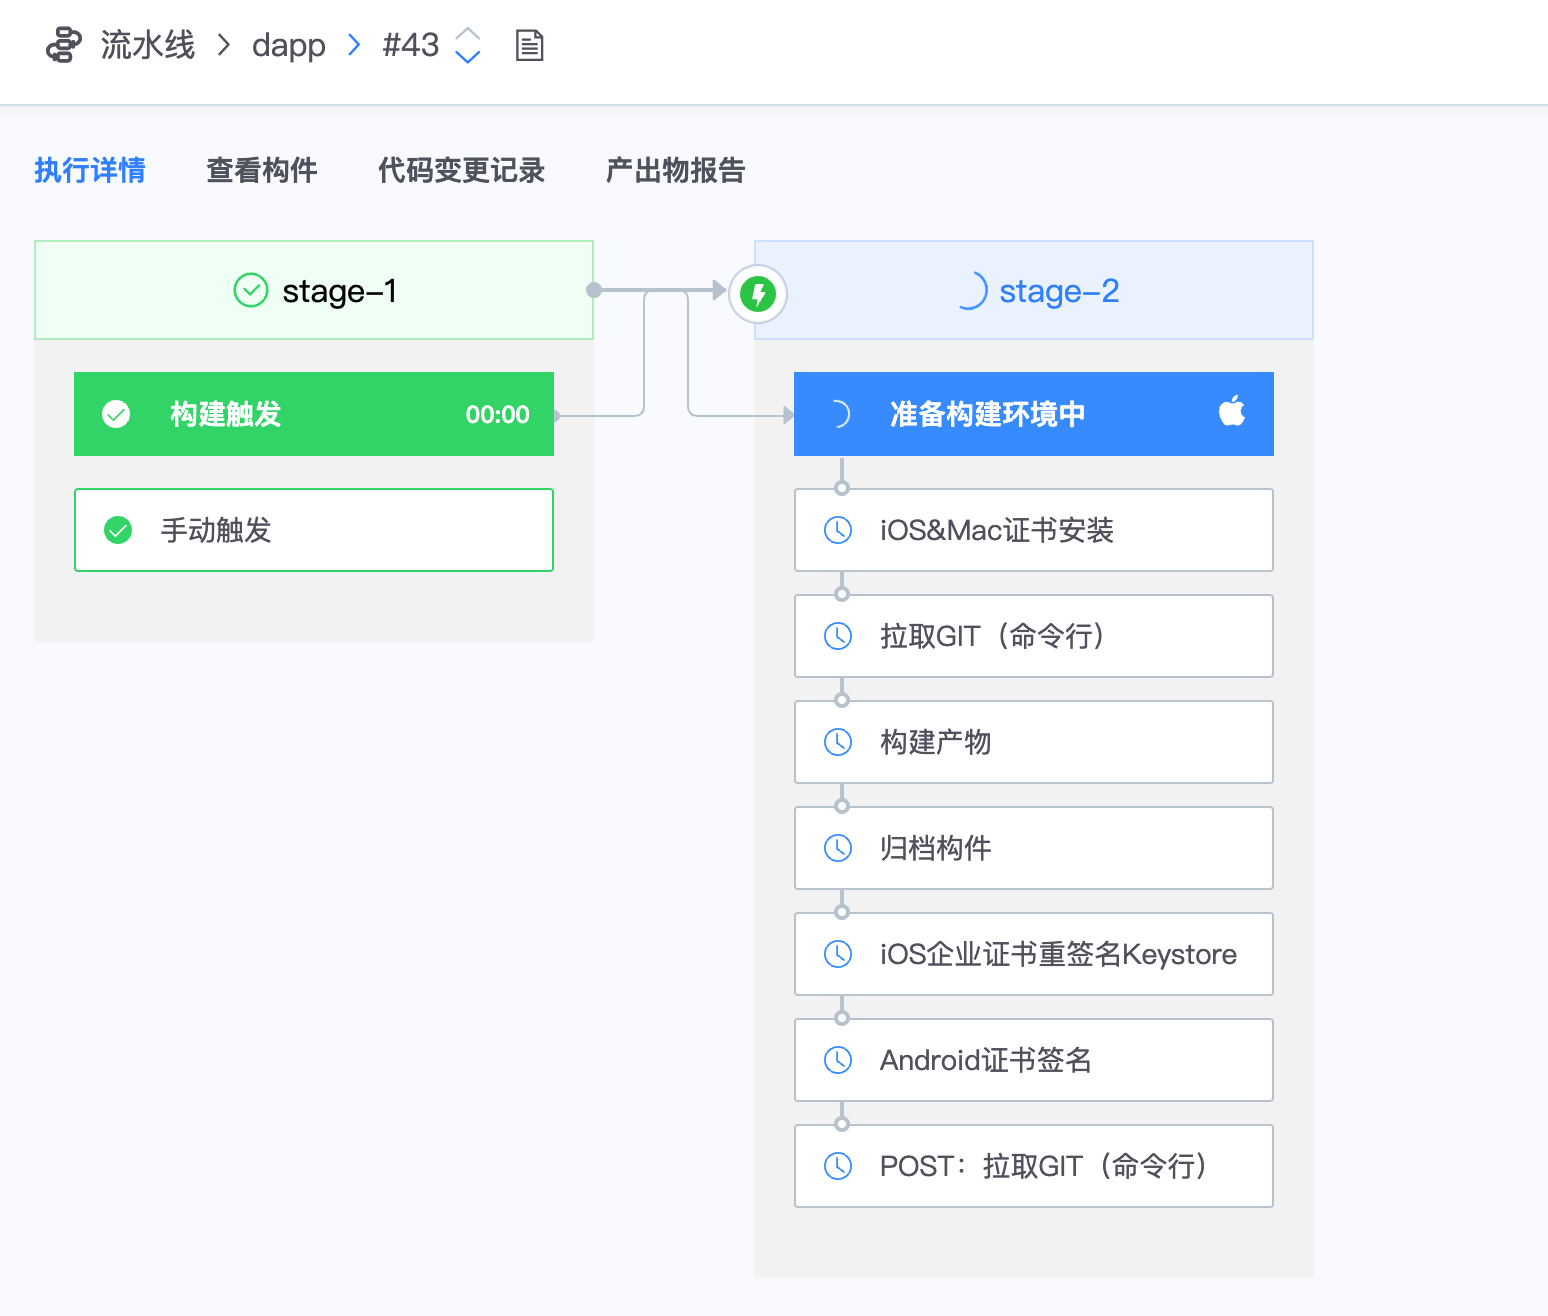 流水线 > dapp > #43
执行详情 查看构件 代码变更记录 产出物报告
stage-1
构建触发 00:00
手动触发
stage-2
准备构建环境中
iOS&Mac证书安装
拉取GIT（命令行）
构建产物
归档构件
iOS企业证书重签名Keystore
Android证书签名
POST：拉取GIT（命令行）